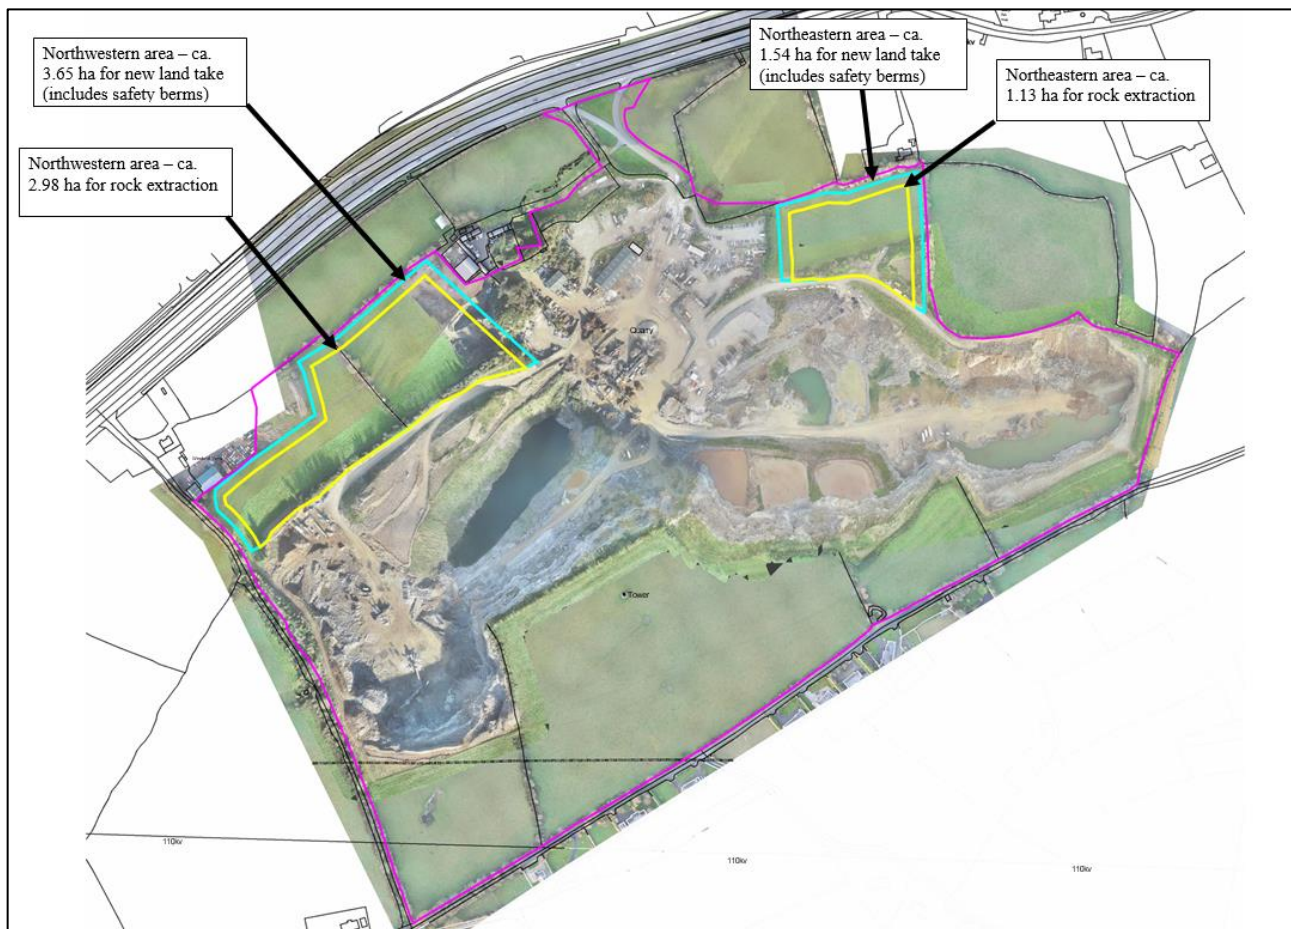 Northwestern area – ca.
3.65 ha for new land take
(includes safety berms)
Northeastern area – ca.
1.54 ha for new land take
(includes safety berms)
Northeastern area – ca.
1.13 ha for rock extraction
Northwestern area – ca.
2.98 ha for rock extraction
Quarry
Tower
110kv
110kv
110kv